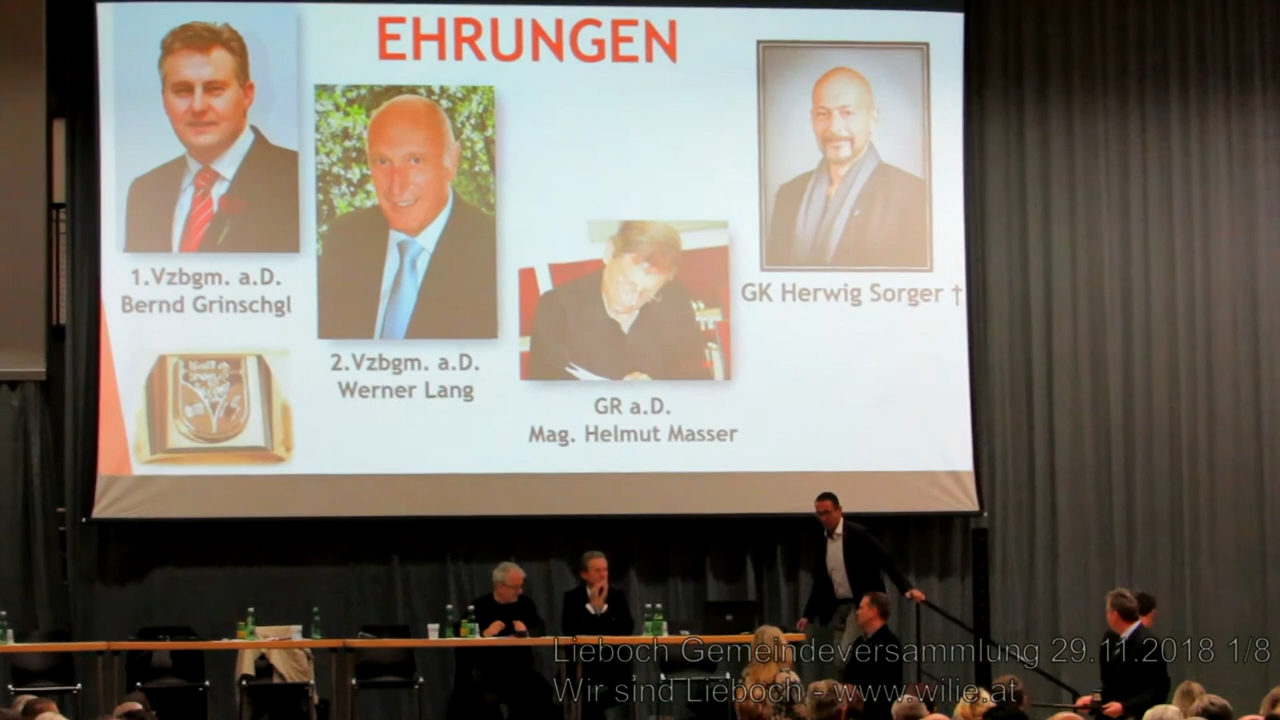 EHRUNGEN
1.Vzbgm. a.D.
Bernd Grinschgl
2.Vzbgm. a.D.
Werner Lang
GR a.D.
Mag. Helmut Masser
GK Herwig Sorger †
Lieboch Gemeindeversammlung 29.11.2018 1/8
Wir sind Lieboch - www.wilie.at